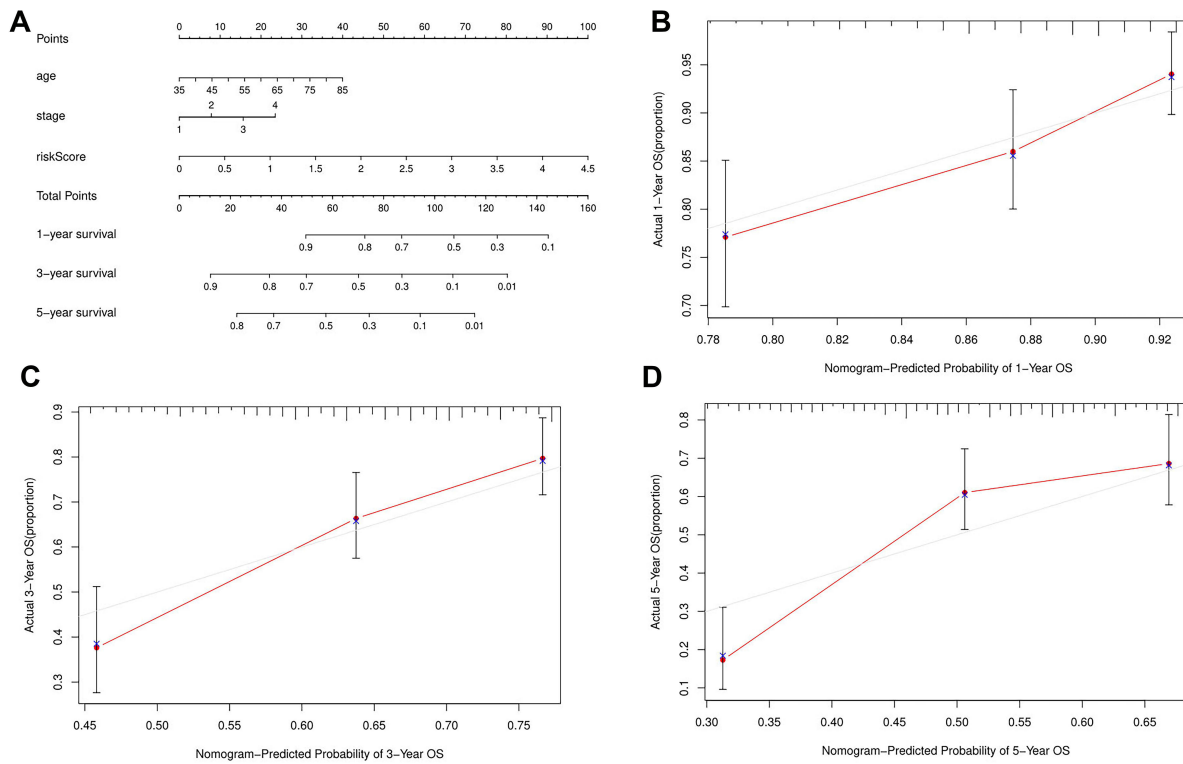 A
Points
0 10 20 30 40 50 60 70 80 90 100
age
35 45 55 65 75 85
2 4
stage
1 3
riskScore
0 0.5 1 1.5 2 2.5 3 3.5 4 4.5
Total Points
0 20 40 60 80 100 120 140 160
1−year survival
0.9 0.8 0.7 0.5 0.3 0.1
3−year survival
0.9 0.8 0.7 0.5 0.3 0.1 0.01
5−year survival
0.8 0.7 0.5 0.3 0.1 0.01
B
Actual 1−Year OS(proportion)
0.95
0.90
0.85
0.80
0.75
0.70
0.78 0.80 0.82 0.84 0.86 0.88 0.90 0.92
Nomogram−Predicted Probability of 1−Year OS
C
Actual 3−Year OS(proportion)
0.9
0.8
0.7
0.6
0.5
0.4
0.3
0.45 0.50 0.55 0.60 0.65 0.70 0.75
Nomogram−Predicted Probability of 3−Year OS
D
Actual 5−Year OS(proportion)
0.8
0.7
0.6
0.5
0.4
0.3
0.2
0.1
0.30 0.35 0.40 0.45 0.50 0.55 0.60 0.65
Nomogram−Predicted Probability of 5−Year OS